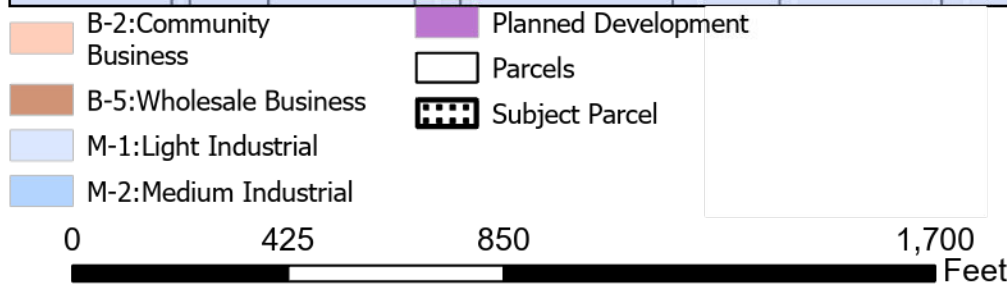 B-2:Community
Business
B-5:Wholesale Business
M-1:Light Industrial
M-2:Medium Industrial
Planned Development
Parcels
Subject Parcel
0 425 850 1,700
Feet